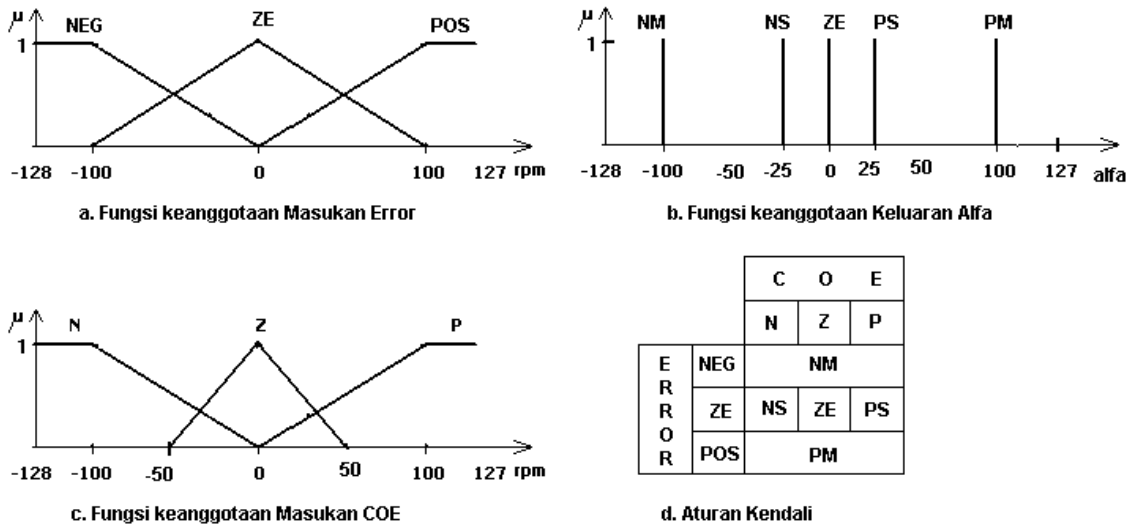 µ NEG ZE POS
1
-128 -100 0 100 127 rpm
a. Fungsi keanggotaan Masukan Error
µ NM NS ZE PS PM
1
-128 -100 -50 -25 0 25 50 100 127 alfa
b. Fungsi keanggotaan Keluaran Alfa
µ N Z P
1
-128 -100 -50 0 50 100 127 rpm
c. Fungsi keanggotaan Masukan COE
C O E
N Z P
ERROR
NEG NM
ZE NS ZE PS
POS PM
d. Aturan Kendali